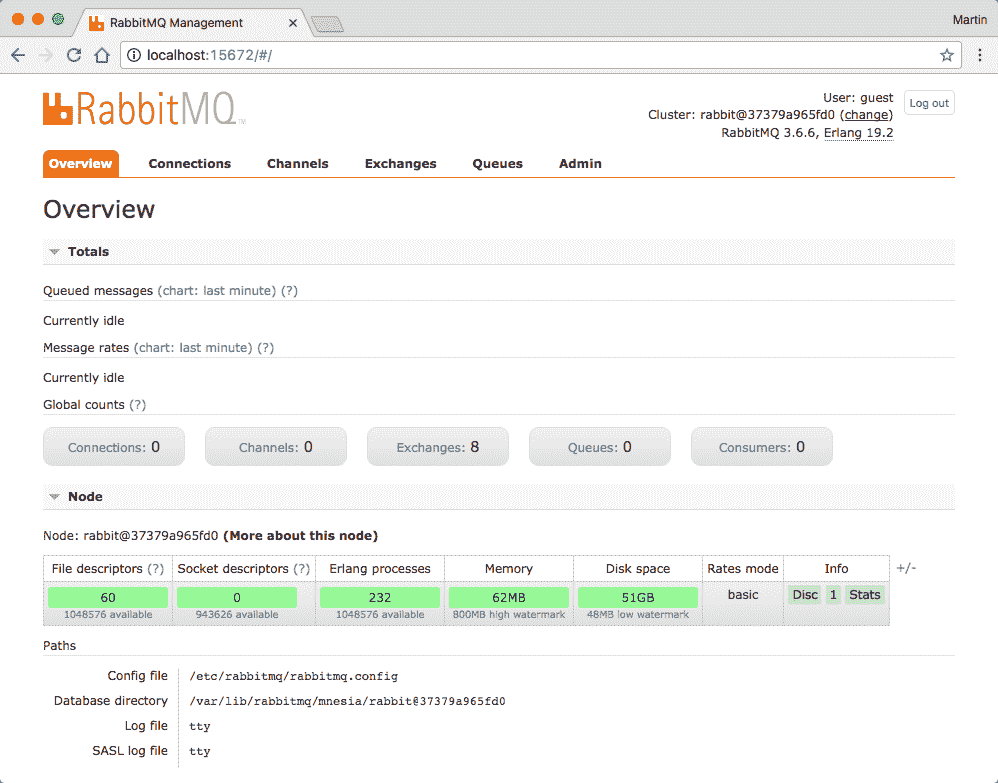 RabbitMQ Management
Martin
localhost:15672/#/
RabbitMQ™
User: guest
Log out
Cluster: rabbit@37379a965fd0 (change)
RabbitMQ 3.6.6, Erlang 19.2
Overview Connections Channels Exchanges Queues Admin
Overview
Totals
Queued messages (chart: last minute) (?)
Currently idle
Message rates (chart: last minute) (?)
Currently idle
Global counts (?)
Connections: 0 Channels: 0 Exchanges: 8 Queues: 0 Consumers: 0
Node
Node: rabbit@37379a965fd0 (More about this node)
File descriptors (?) Socket descriptors (?) Erlang processes Memory Disk space Rates mode Info +/-
60 0 232 62MB 51GB basic Disc 1 Stats
1048576 available 943626 available 1048576 available 800MB high watermark 48MB low watermark
Paths
Config file /etc/rabbitmq/rabbitmq.config
Database directory /var/lib/rabbitmq/mnesia/rabbit@37379a965fd0
Log file tty
SASL log file tty